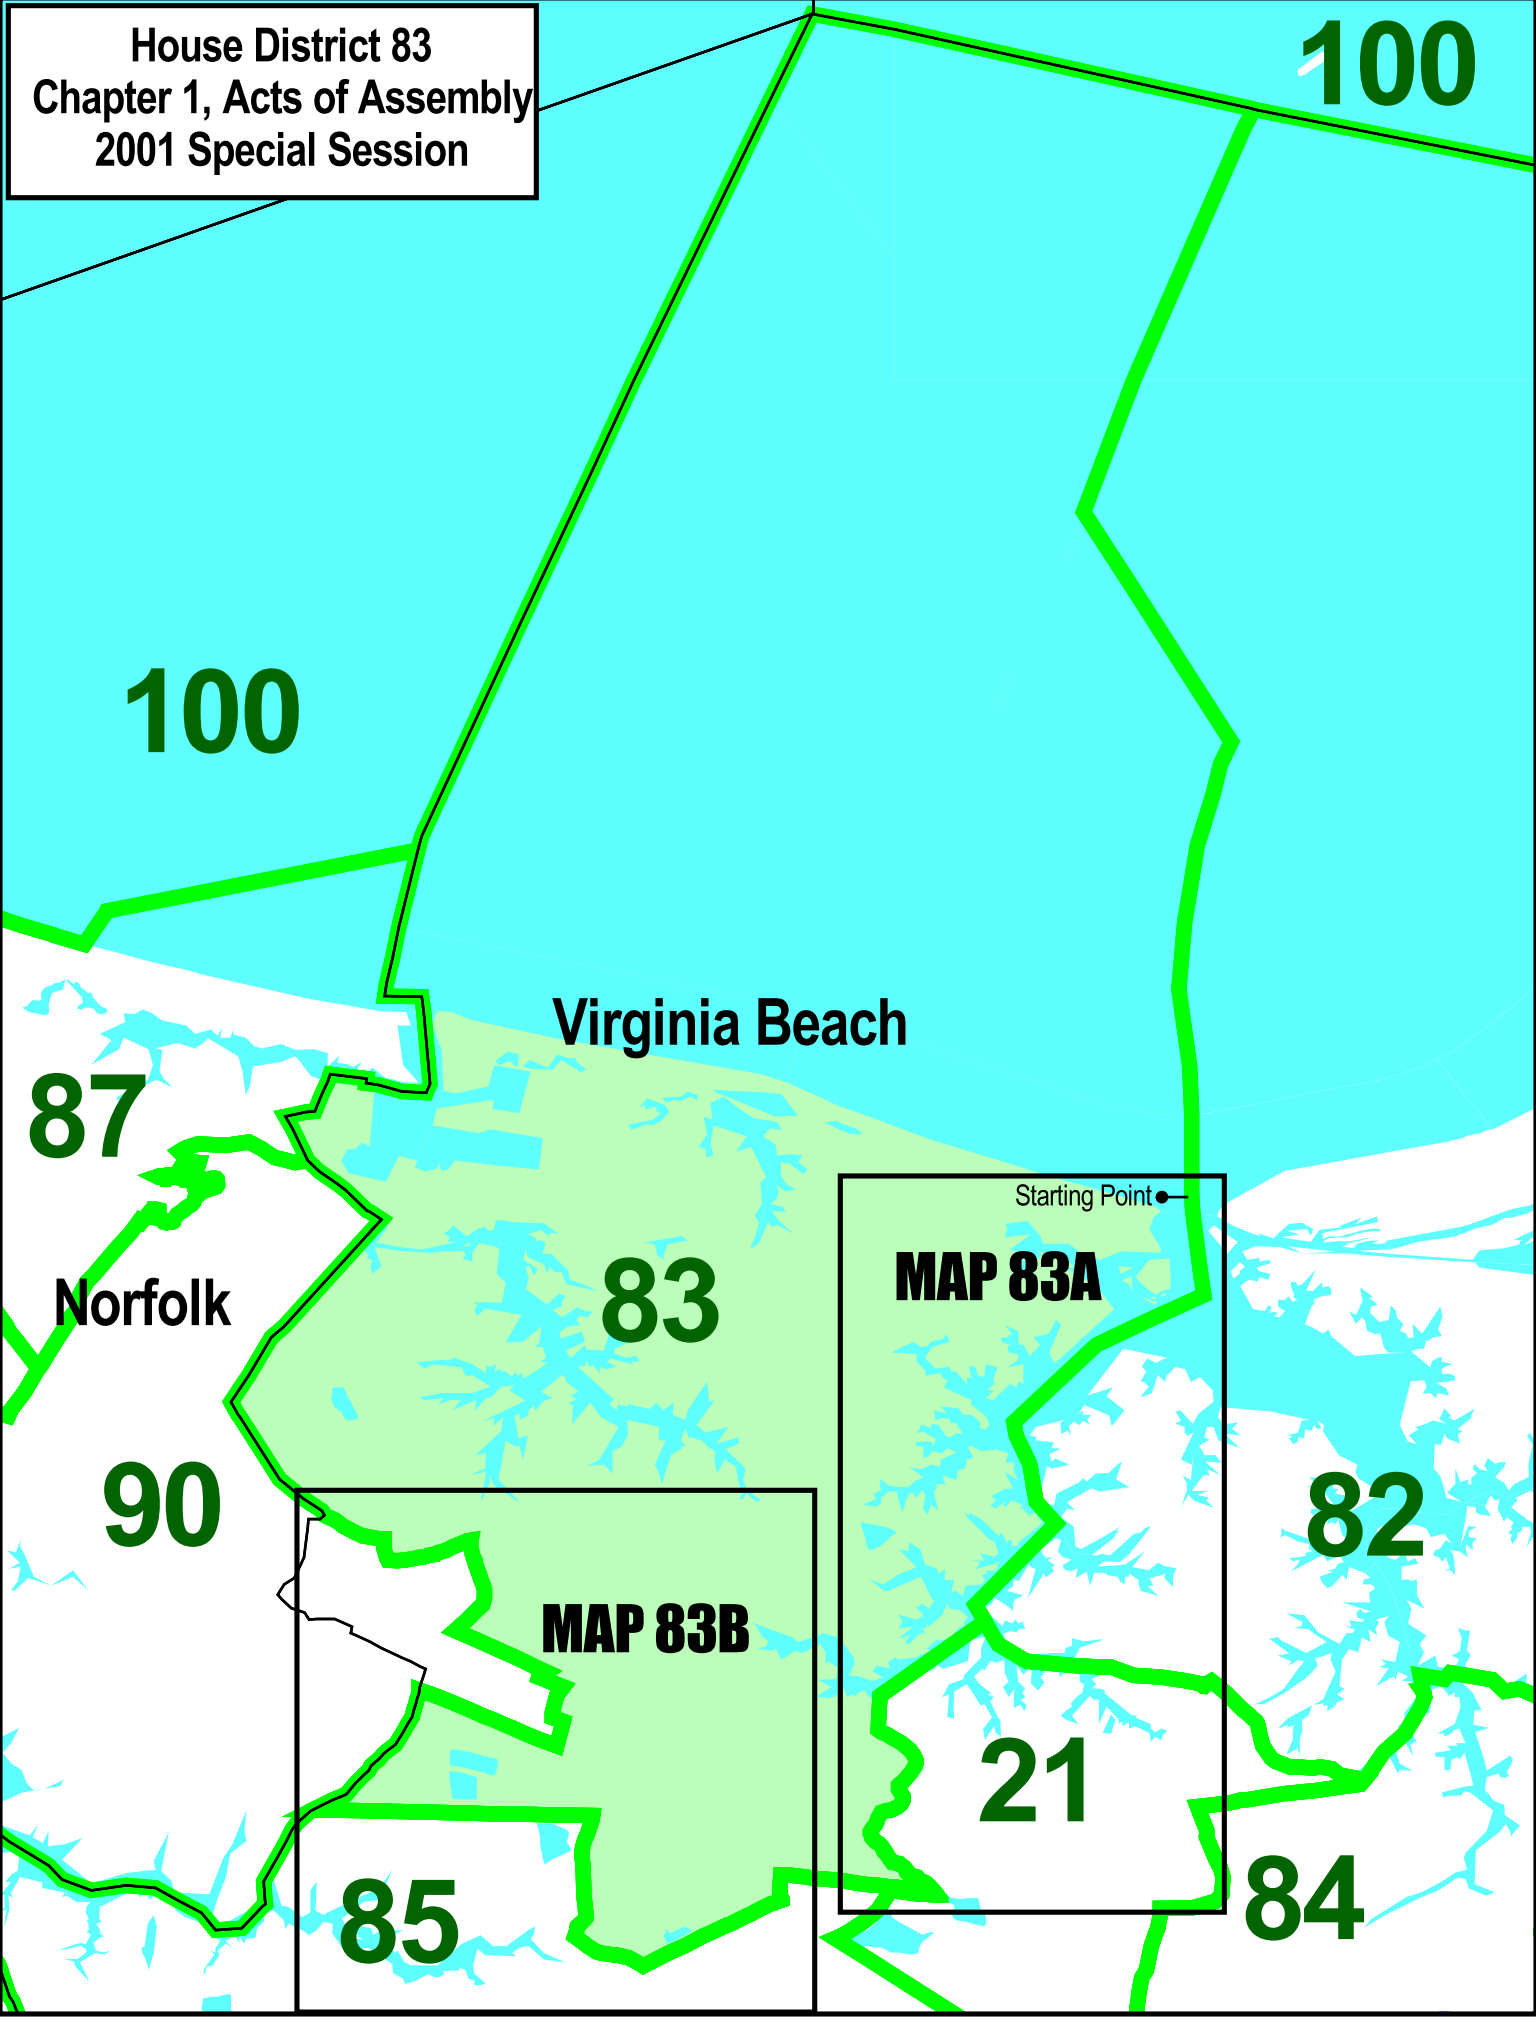 House District 83
Chapter 1, Acts of Assembly
2001 Special Session
100
100
Virginia Beach
87
Starting Point
MAP 83A
Norfolk
83
90
82
MAP 83B
21
85
84